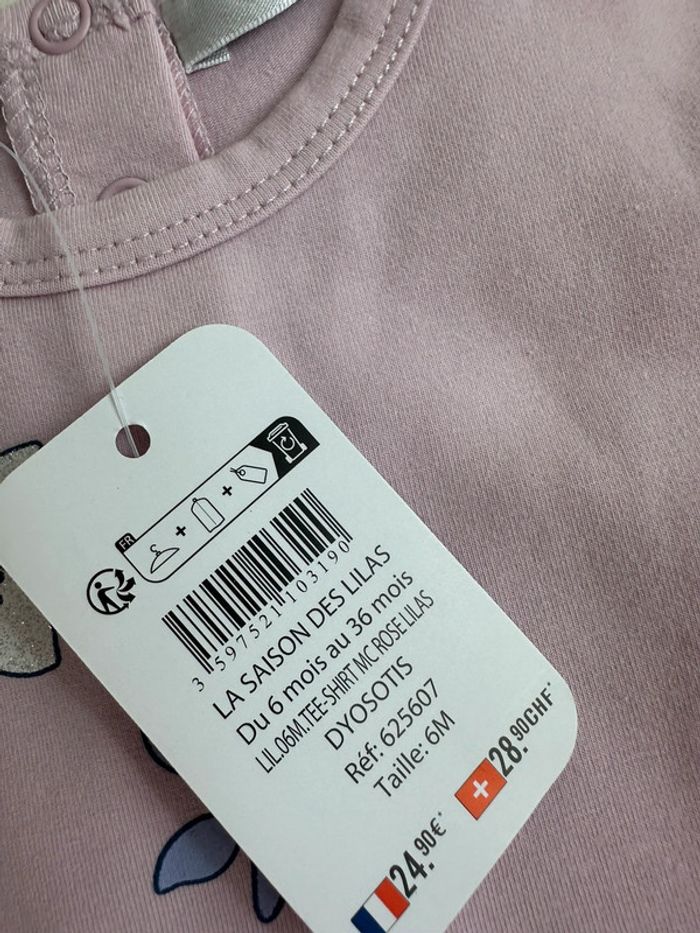 FR
3 597521 103190
LA SAISON DES LILAS
Du 6 mois au 36 mois
LIL.06M.TEE-SHIRT MC ROSE LILAS
DYOSOTIS
Réf: 625607
Taille: 6M
28.90CHF*
24.90€*